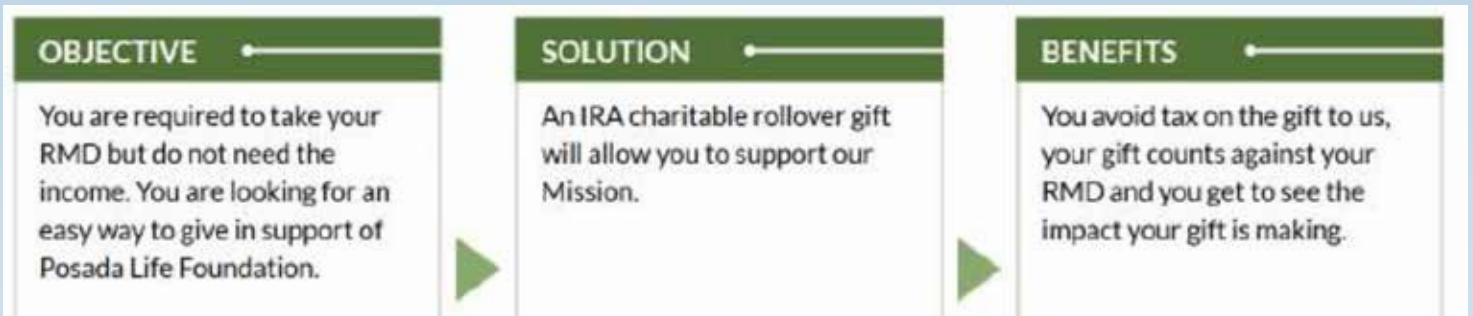 OBJECTIVE
You are required to take your
RMD but do not need the
income. You are looking for an
easy way to give in support of
Posada Life Foundation.
SOLUTION
An IRA charitable rollover gift
will allow you to support our
Mission.
BENEFITS
You avoid tax on the gift to us,
your gift counts against your
RMD and you get to see the
impact your gift is making.